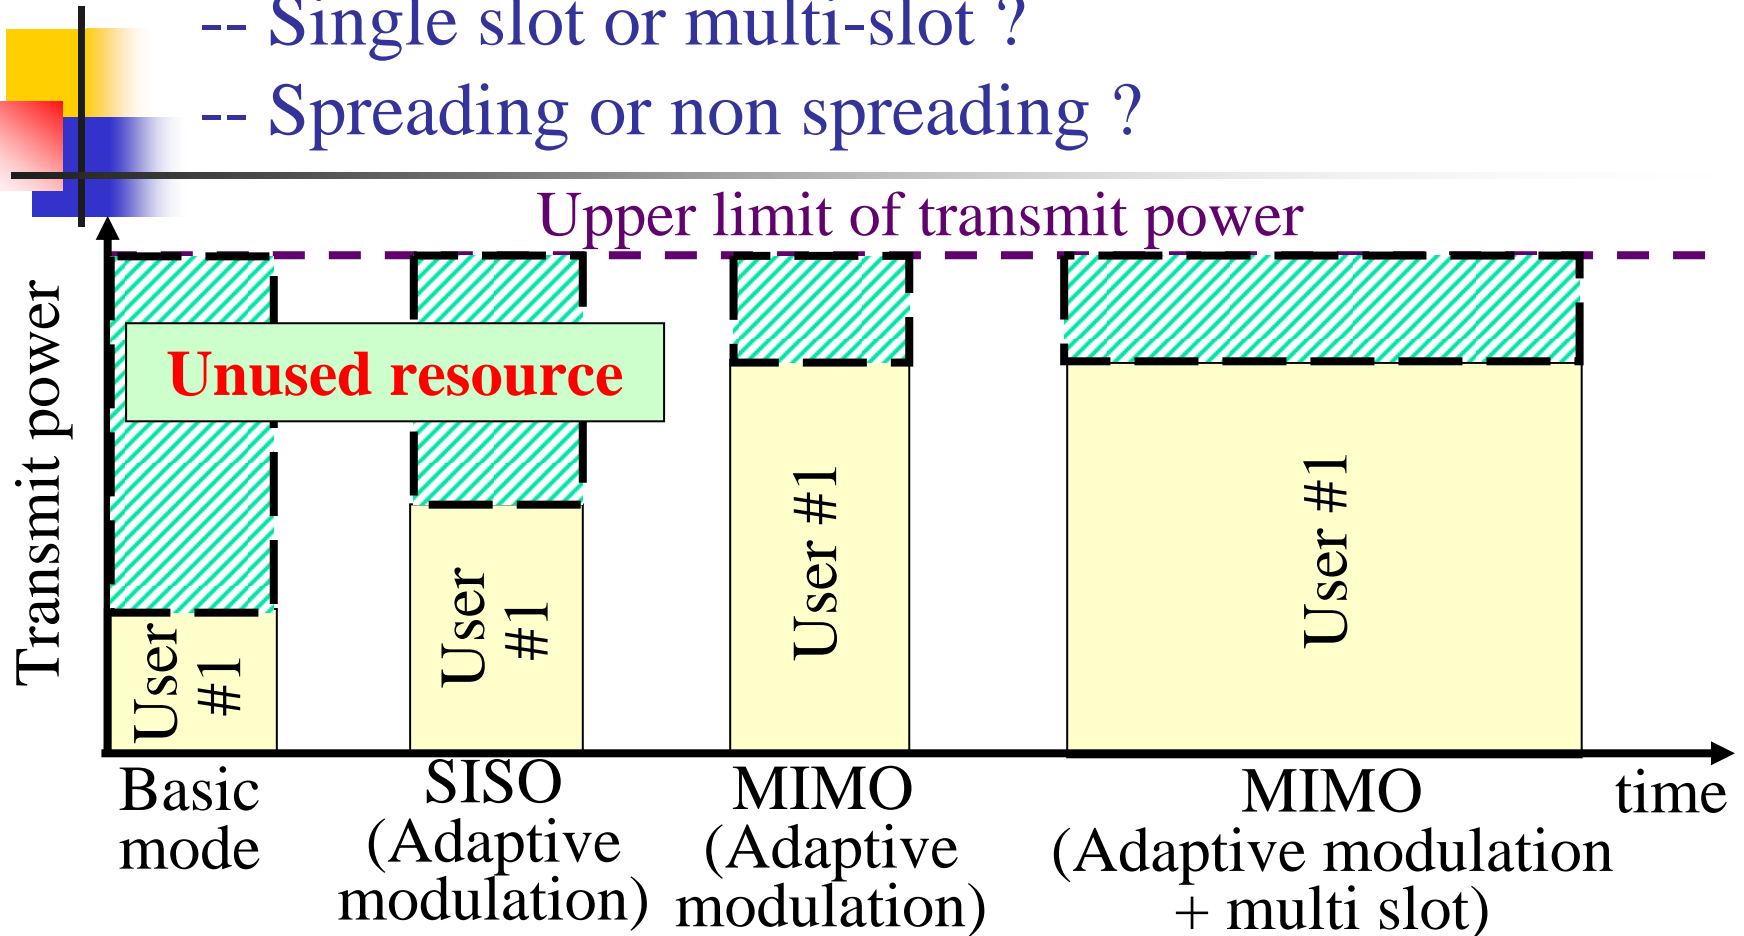 -- Single slot or multi-slot ?
-- Spreading or non spreading ?
Upper limit of transmit power
Transmit power
Unused resource
User
#1
User
#1
User #1
User #1
Basic
mode
SISO
(Adaptive
modulation)
MIMO
(Adaptive
modulation)
MIMO
(Adaptive modulation
+ multi slot)
time